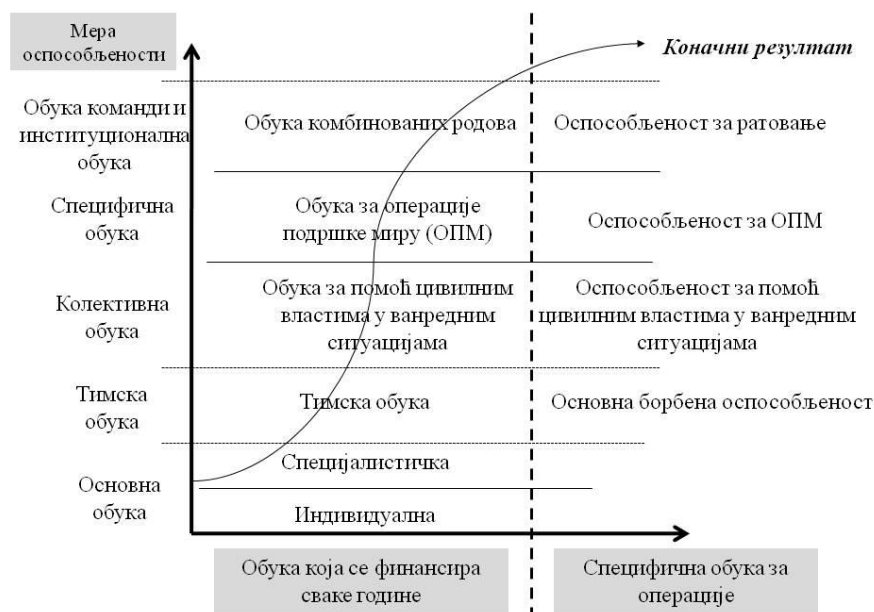 Мера
оспособљености
Коначни резултат
Обука команди и
институционална
обука
Обука комбинованих родова
Оспособљеност за ратовање
Специфична
обука
Обука за операције
подршке миру (ОПМ)
Оспособљеност за ОПМ
Колективна
обука
Обука за помоћ цивилним
властима у ванредним
ситуацијама
Оспособљеност за помоћ
цивилним властима у ванредним
ситуацијама
Тимска
обука
Тимска обука
Основна борбена оспособљеност
Основна
обука
Специјалистичка
Индивидуална
Обука која се финансира
сваке године
Специфична обука за
операције